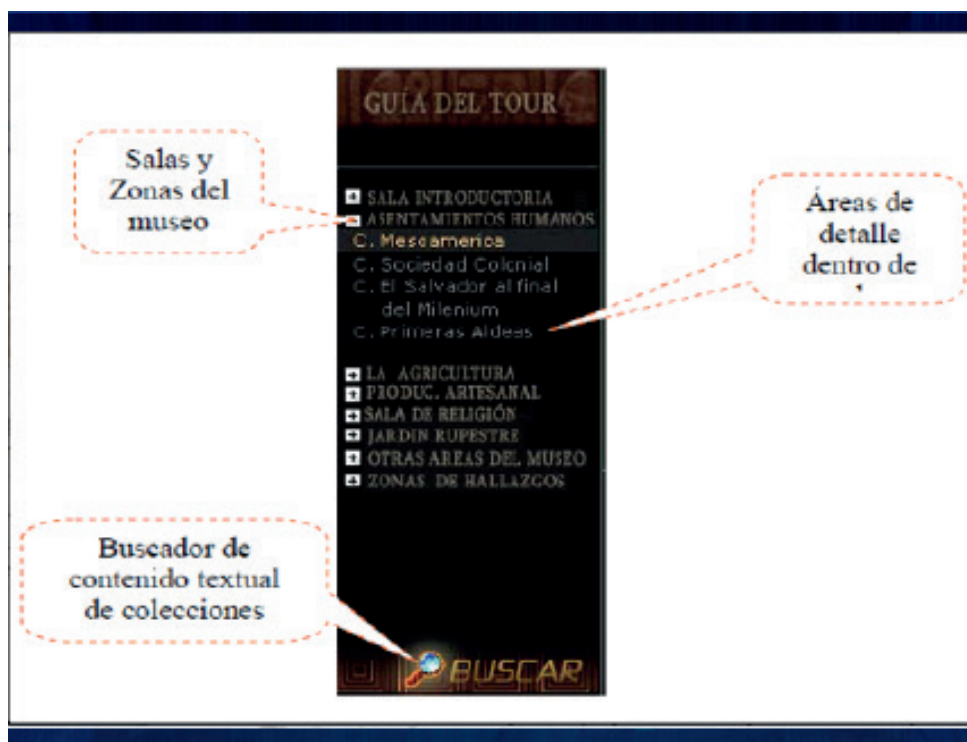 GUÍA DEL TOUR
Salas y
Zonas del
museo
SALA INTRODUCTORIA
ASENTAMIENTOS HUMANOS
C. Mesoamerica
C. Sociedad Colonial
C. El Salvador al final
del Milenium
C. Primeras Aldeas
Áreas de
detalle
dentro de
LA AGRICULTURA
PRODUC. ARTESANAL
SALA DE RELIGIÓN
JARDIN RUPESTRE
OTRAS AREAS DEL MUSEO
ZONAS DE HALLAZGOS
Buscador de
contenido textual
de colecciones
BUSCAR